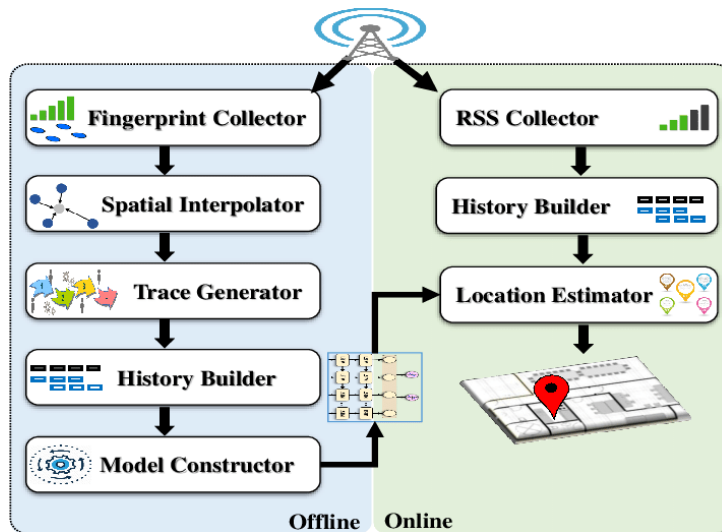 Fingerprint Collector
Spatial Interpolator
Trace Generator
History Builder
Model Constructor
Offline
RSS Collector
History Builder
Location Estimator
Online